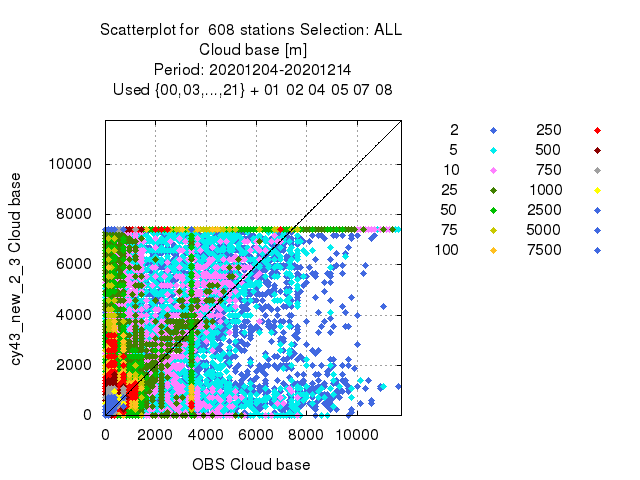 Scatterplot for 608 stations Selection: ALL
Cloud base [m]
Period: 20201204-20201214
Used {00,03,...,21} + 01 02 04 05 07 08
2 250
5 500
10 750
25 1000
50 2500
75 5000
100 7500
cy43_new_2_3 Cloud base
10000
8000
6000
4000
2000
0
0 2000 4000 6000 8000 10000
OBS Cloud base